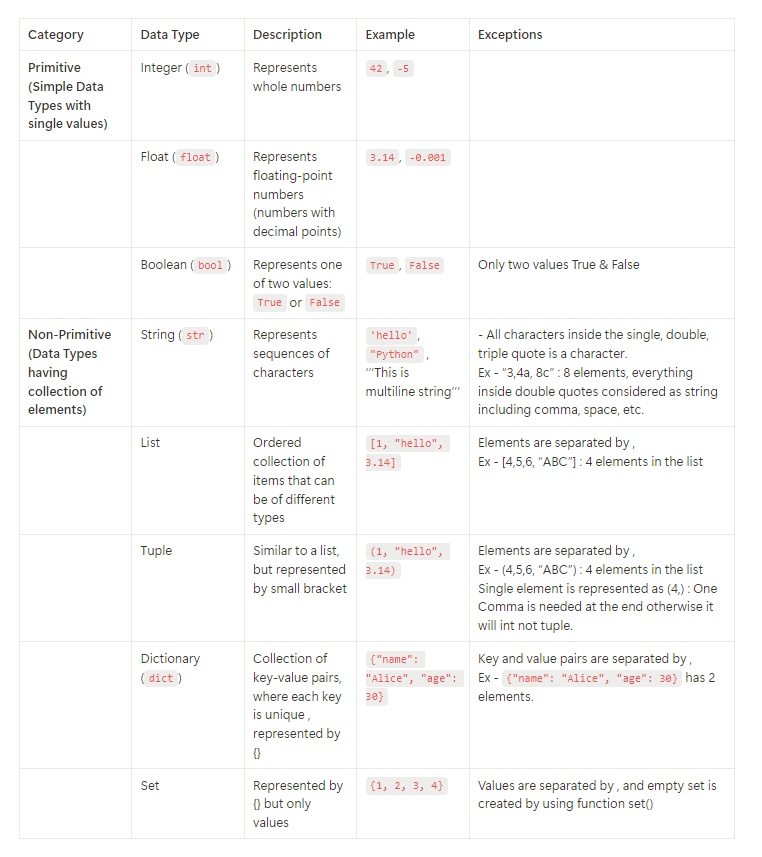 Category Data Type Description Example Exceptions
Primitive
(Simple Data
Types with
single values)
Integer ( int )
Represents
whole numbers
42 , -5
Float ( float )
Represents
floating-point
numbers
(numbers with
decimal points)
3.14 , -0.001
Boolean ( bool )
Represents one
of two values:
True or False
True , False
Only two values True & False
Non-Primitive
(Data Types
having
collection of
elements)
String ( str )
Represents
sequences of
characters
'hello' ,
"Python" ,
’’’This is
multiline string’’’
- All characters inside the single, double,
triple quote is a character.
Ex - “3,4a, 8c” : 8 elements, everything
inside double quotes considered as string
including comma, space, etc.
List
Ordered
collection of
items that can
be of different
types
[1, "hello",
3.14]
Elements are separated by ,
Ex - [4,5,6, “ABC”] : 4 elements in the list
Tuple
Similar to a list,
but represented
by small bracket
(1, "hello",
3.14)
Elements are separated by ,
Ex - (4,5,6, “ABC”) : 4 elements in the list
Single element is represented as (4,) : One
Comma is needed at the end otherwise it
will int not tuple.
Dictionary
( dict )
Collection of
key-value pairs,
where each key
is unique ,
represented by
{}
{"name":
"Alice", "age":
30}
Key and value pairs are separated by ,
Ex - {"name": "Alice", "age": 30} has 2
elements.
Set
Represented by
{} but only
values
{1, 2, 3, 4}
Values are separated by , and empty set is
created by using function set()